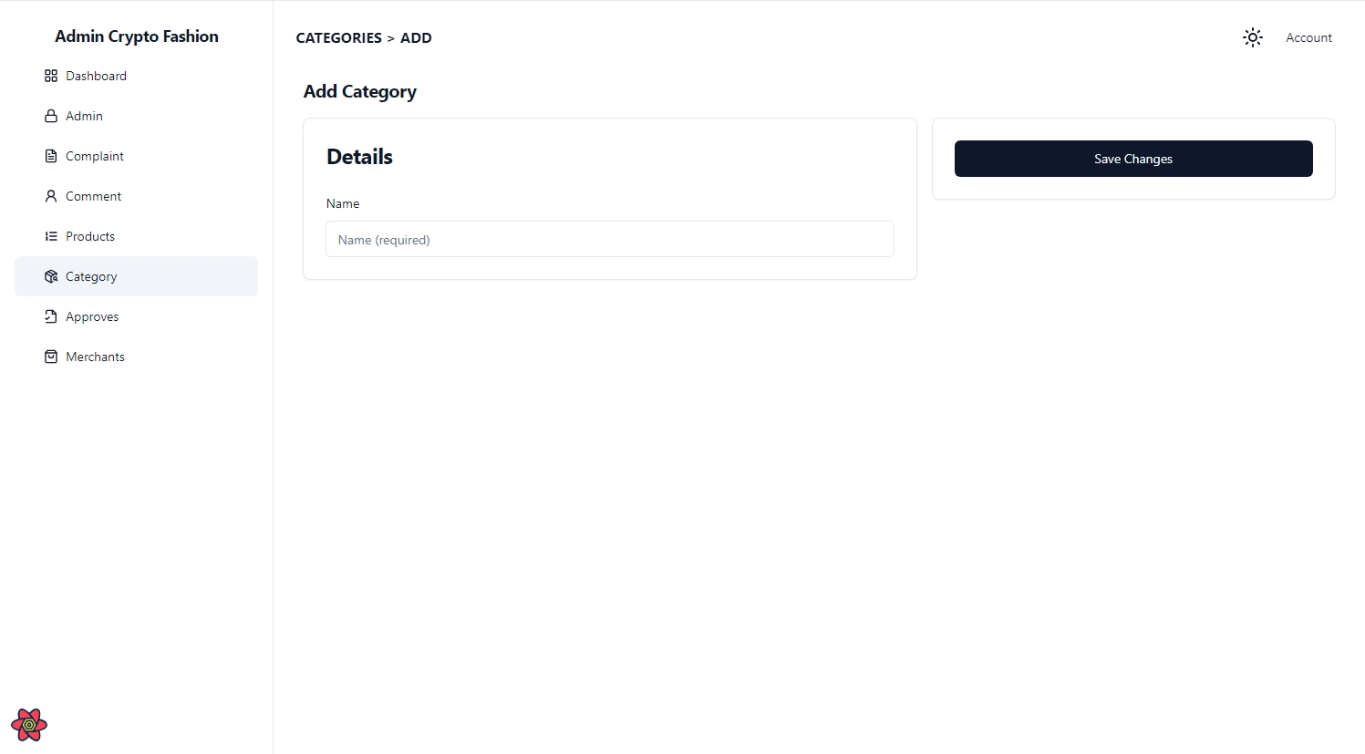 Admin Crypto Fashion
Dashboard
Admin
Complaint
Comment
Products
Category
Approves
Merchants
CATEGORIES > ADD
Account
Add Category
Details
Name
Name (required)
Save Changes